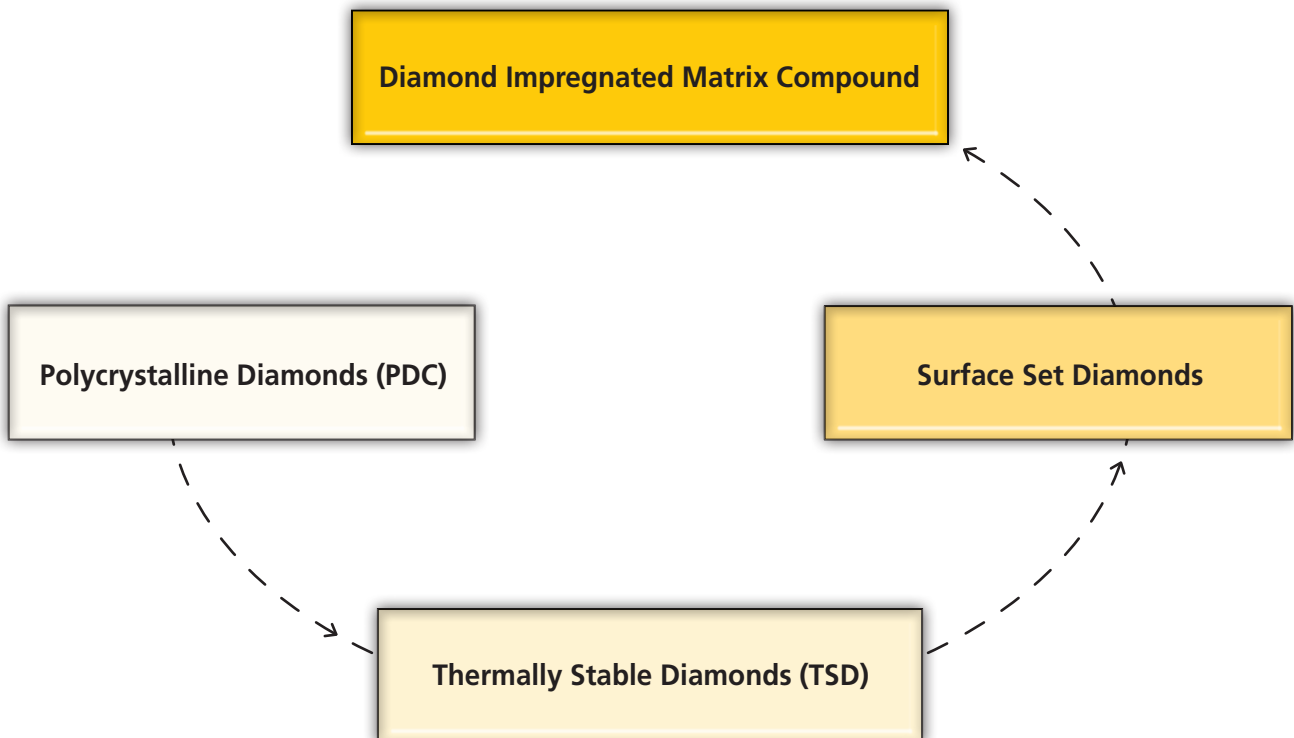 Diamond Impregnated Matrix Compound
Polycrystalline Diamonds (PDC)
Surface Set Diamonds
Thermally Stable Diamonds (TSD)